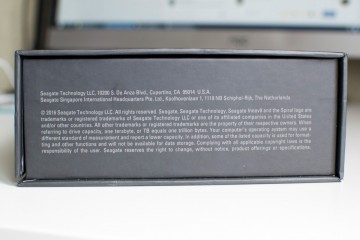 Seagate Technology LLC, 10200 S. De Anza Blvd., Cupertino, CA 95014 U.S.A.
Seagate Singapore International Headquarters Pte. Ltd., Koolhovenlaan 1, 1119 NB Schiphol-Rijk, The Netherlands
© 2016 Seagate Technology LLC. All rights reserved. Seagate, Seagate Technology, and the Spiral logo are
trademarks or registered trademarks of Seagate Technology LLC or one of its affiliated companies in the United States
and/or other countries. All other trademarks or registered trademarks are the property of their respective owners. When
referring to drive capacity, one terabyte, or TB equals one trillion bytes. Your computer's operating system may use a
different standard of measurement and report a lower capacity. In addition, some of the listed capacity is used for format-
ting and other functions and will not be available for data storage. Complying with all applicable copyright laws is the
responsibility of the user. Seagate reserves the right to change, without notice, product offerings or specifications.